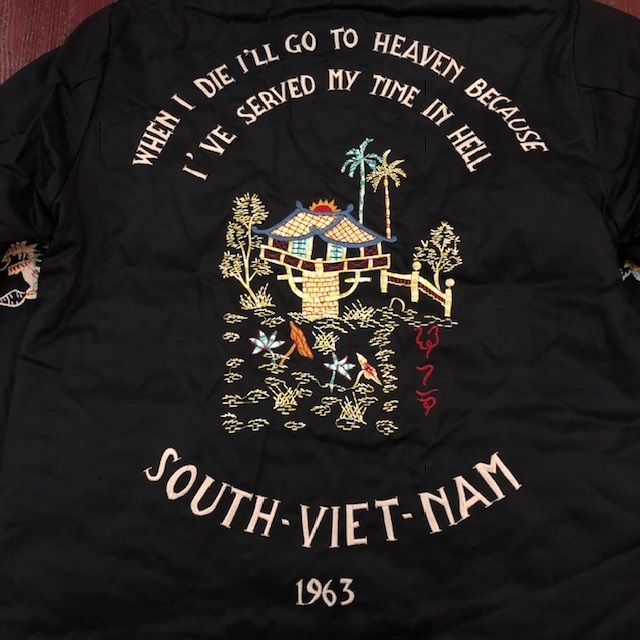 WHEN I DIE I'LL GO TO HEAVEN BECAUSE
I'VE SERVED MY TIME IN HELL
SOUTH-VIET-NAM
1963